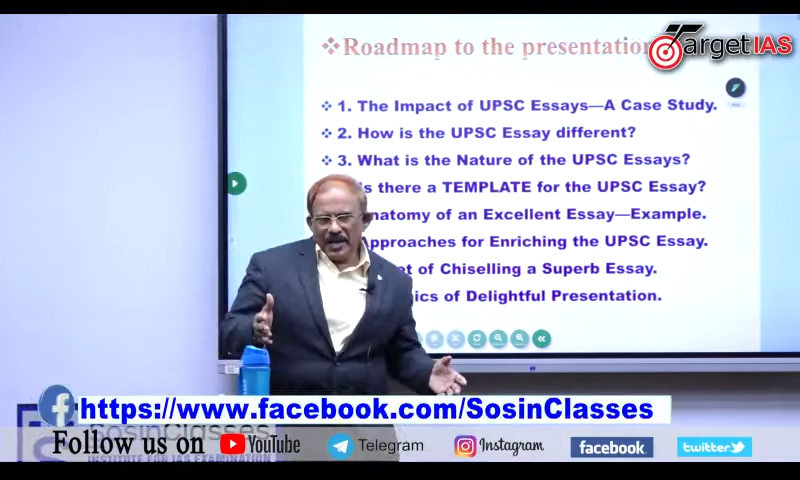 ❖Roadmap to the presentation
TargetIAS
❖ 1. The Impact of UPSC Essays—A Case Study.
❖ 2. How is the UPSC Essay different?
❖ 3. What is the Nature of the UPSC Essays?
Is there a TEMPLATE for the UPSC Essay?
natomy of an Excellent Essay—Example.
Approaches for Enriching the UPSC Essay.
et of Chiselling a Superb Essay.
ics of Delightful Presentation.
https://www.facebook.com/SosinClasses
SosinClasses
INSTITUTE FOR IAS EXAMINATION
Follow us on YouTube Telegram Instagram facebook twitter